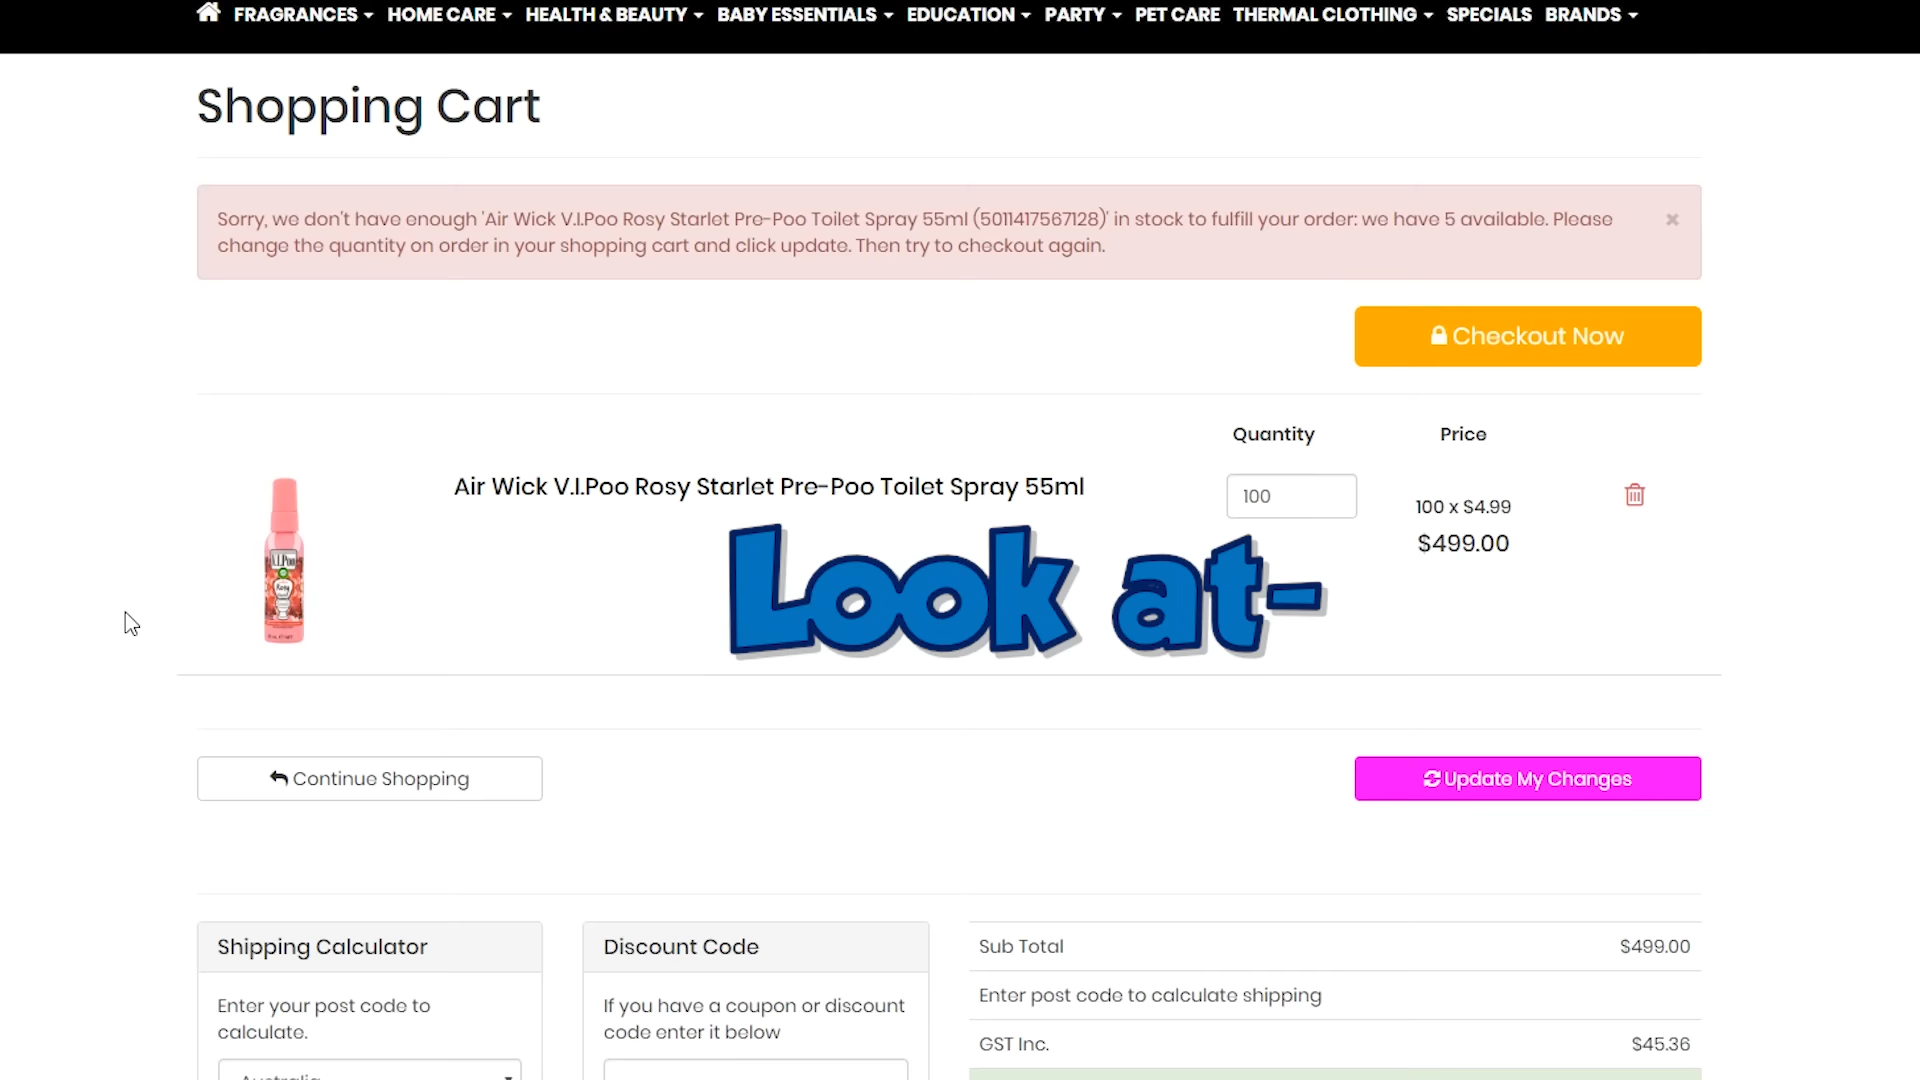 FRAGRANCES HOME CARE HEALTH & BEAUTY BABY ESSENTIALS EDUCATION PARTY PET CARE THERMAL CLOTHING SPECIALS BRANDS
Shopping Cart
Sorry, we don't have enough 'Air Wick V.I.Poo Rosy Starlet Pre-Poo Toilet Spray 55ml (5011417567128)' in stock to fulfill your order: we have 5 available. Please
change the quantity on order in your shopping cart and click update. Then try to checkout again.
×
Checkout Now
Quantity Price
Air Wick V.I.Poo Rosy Starlet Pre-Poo Toilet Spray 55ml
100
100 x $4.99
$499.00
V.I.Poo
Rosy
Look at-
Continue Shopping
Update My Changes
Shipping Calculator
Enter your post code to
calculate.
Australia
Discount Code
If you have a coupon or discount
code enter it below
Sub Total $499.00
Enter post code to calculate shipping
GST Inc. $45.36